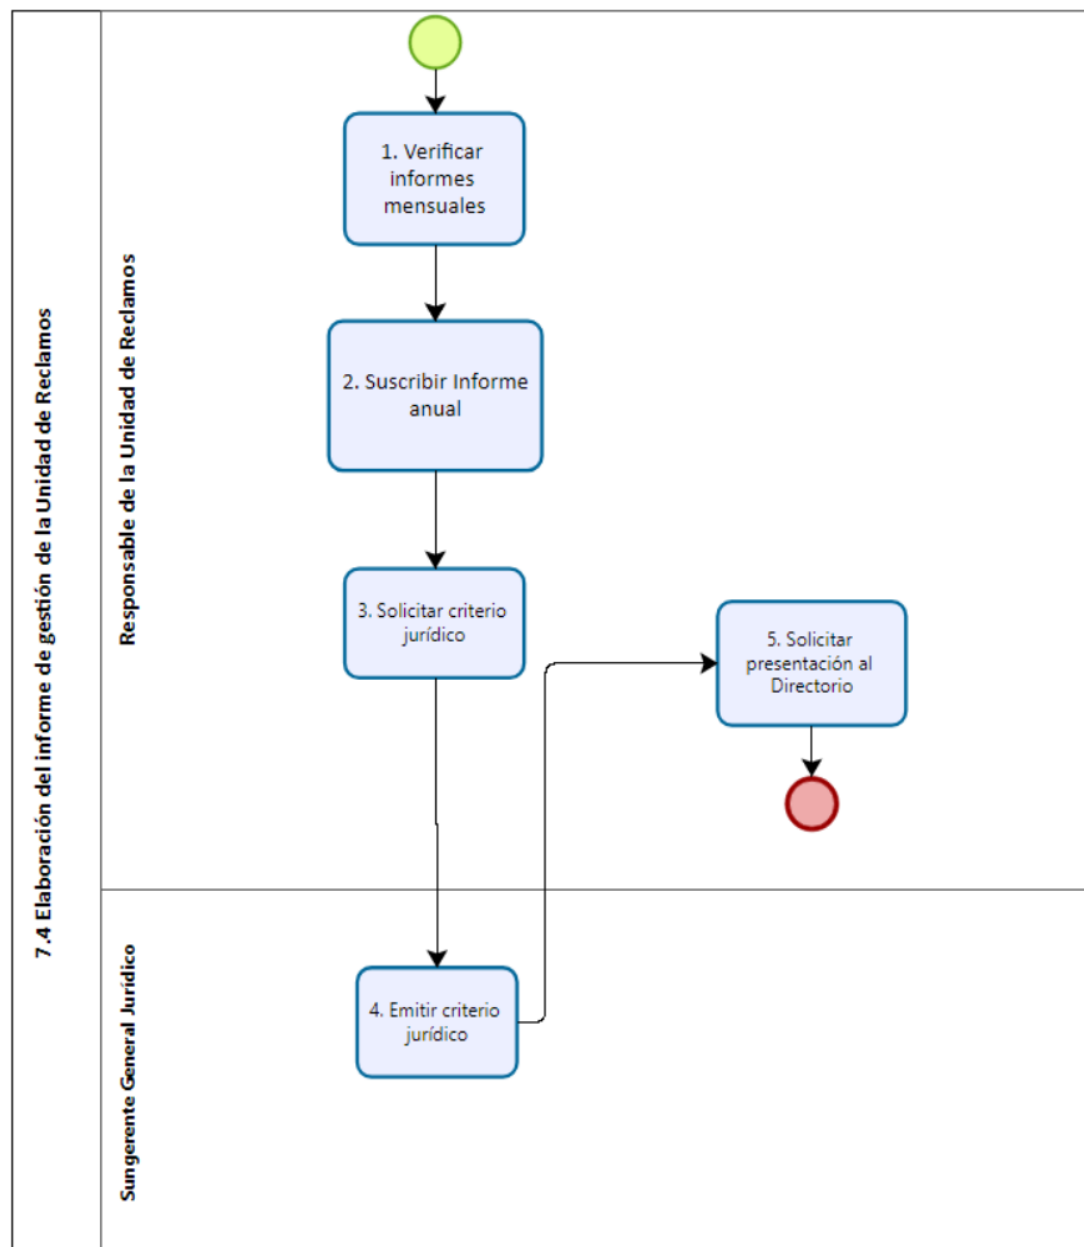 7.4 Elaboración del informe de gestión de la Unidad de Reclamos
Responsable de la Unidad de Reclamos
1. Verificar
informes
mensuales
2. Suscribir Informe
anual
3. Solicitar criterio
jurídico
5. Solicitar
presentación al
Directorio
Sungerente General Jurídico
4. Emitir criterio
jurídico